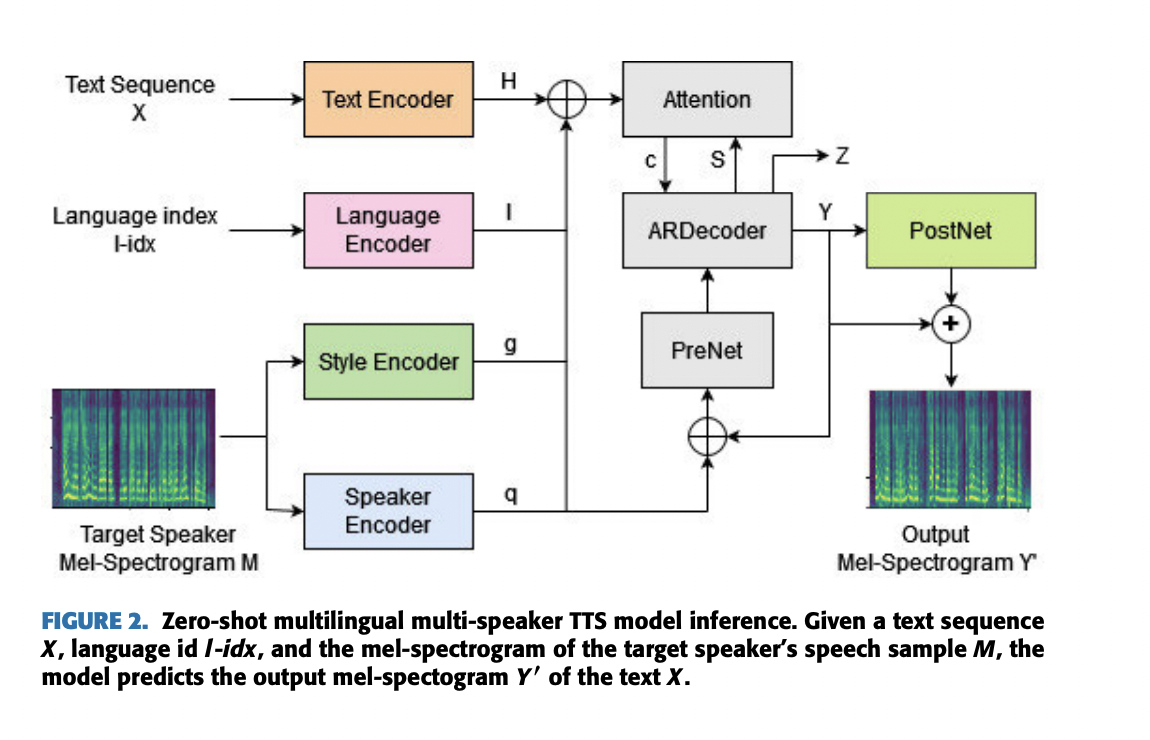 Text Sequence
X
Text Encoder
H
Attention
c
S
Z
Language index
l-idx
Language
Encoder
l
ARDecoder
Y
PostNet
+
Style Encoder
g
PreNet
Speaker
Encoder
q
Target Speaker
Mel-Spectrogram M
Output
Mel-Spectrogram Y'
FIGURE 2. Zero-shot multilingual multi-speaker TTS model inference. Given a text sequence
X, language id l-idx, and the mel-spectrogram of the target speaker's speech sample M, the
model predicts the output mel-spectogram Y′ of the text X.